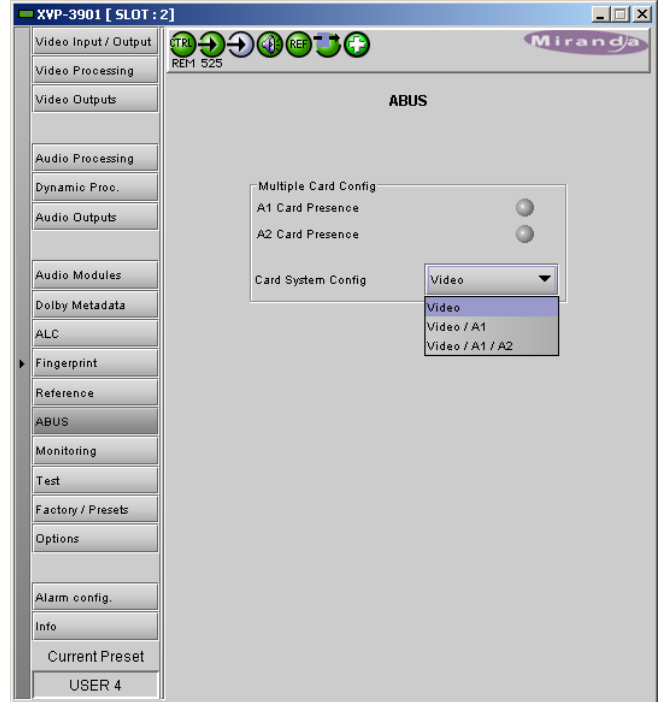 XVP-3901 [ SLOT : 2]
Video Input / Output
Video Processing
Video Outputs
Audio Processing
Dynamic Proc.
Audio Outputs
Audio Modules
Dolby Metadata
ALC
Fingerprint
Reference
ABUS
Monitoring
Test
Factory / Presets
Options
Alarm config.
Info
Current Preset
USER 4
CTRL
REF
REM 525
Miranda
ABUS
Multiple Card Config
A1 Card Presence
A2 Card Presence
Card System Config
Video
Video
Video / A1
Video / A1 / A2